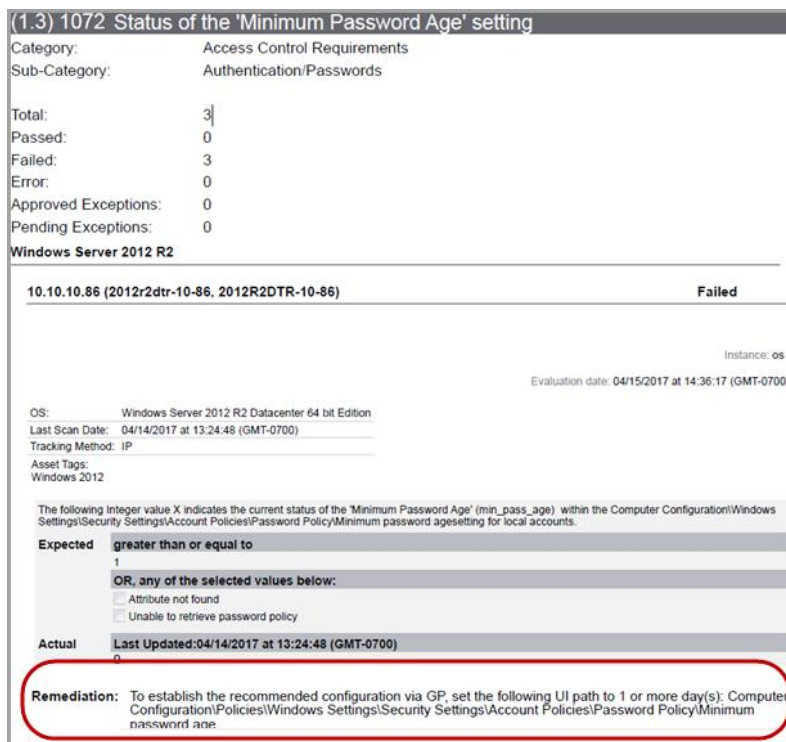 (1.3) 1072 Status of the 'Minimum Password Age' setting
Category: Access Control Requirements
Sub-Category: Authentication/Passwords
Total: 3
Passed: 0
Failed: 3
Error: 0
Approved Exceptions: 0
Pending Exceptions: 0
Windows Server 2012 R2
10.10.10.86 (2012r2dtr-10-86, 2012R2DTR-10-86) Failed
Instance: os
Evaluation date: 04/15/2017 at 14:36:17 (GMT-0700
OS: Windows Server 2012 R2 Datacenter 64 bit Edition
Last Scan Date: 04/14/2017 at 13:24:48 (GMT-0700)
Tracking Method: IP
Asset Tags:
Windows 2012
The following Integer value X indicates the current status of the 'Minimum Password Age' (min_pass_age) within the Computer Configuration\Windows
Settings\Security Settings\Account Policies\Password Policy\Minimum password agesetting for local accounts.
Expected greater than or equal to
1
OR, any of the selected values below:
Attribute not found
Unable to retrieve password policy
Actual Last Updated:04/14/2017 at 13:24:48 (GMT-0700)
0
Remediation: To establish the recommended configuration via GP, set the following UI path to 1 or more day(s): Computer
Configuration\Policies\Windows Settings\Security Settings\Account Policies\Password Policy\Minimum
password age